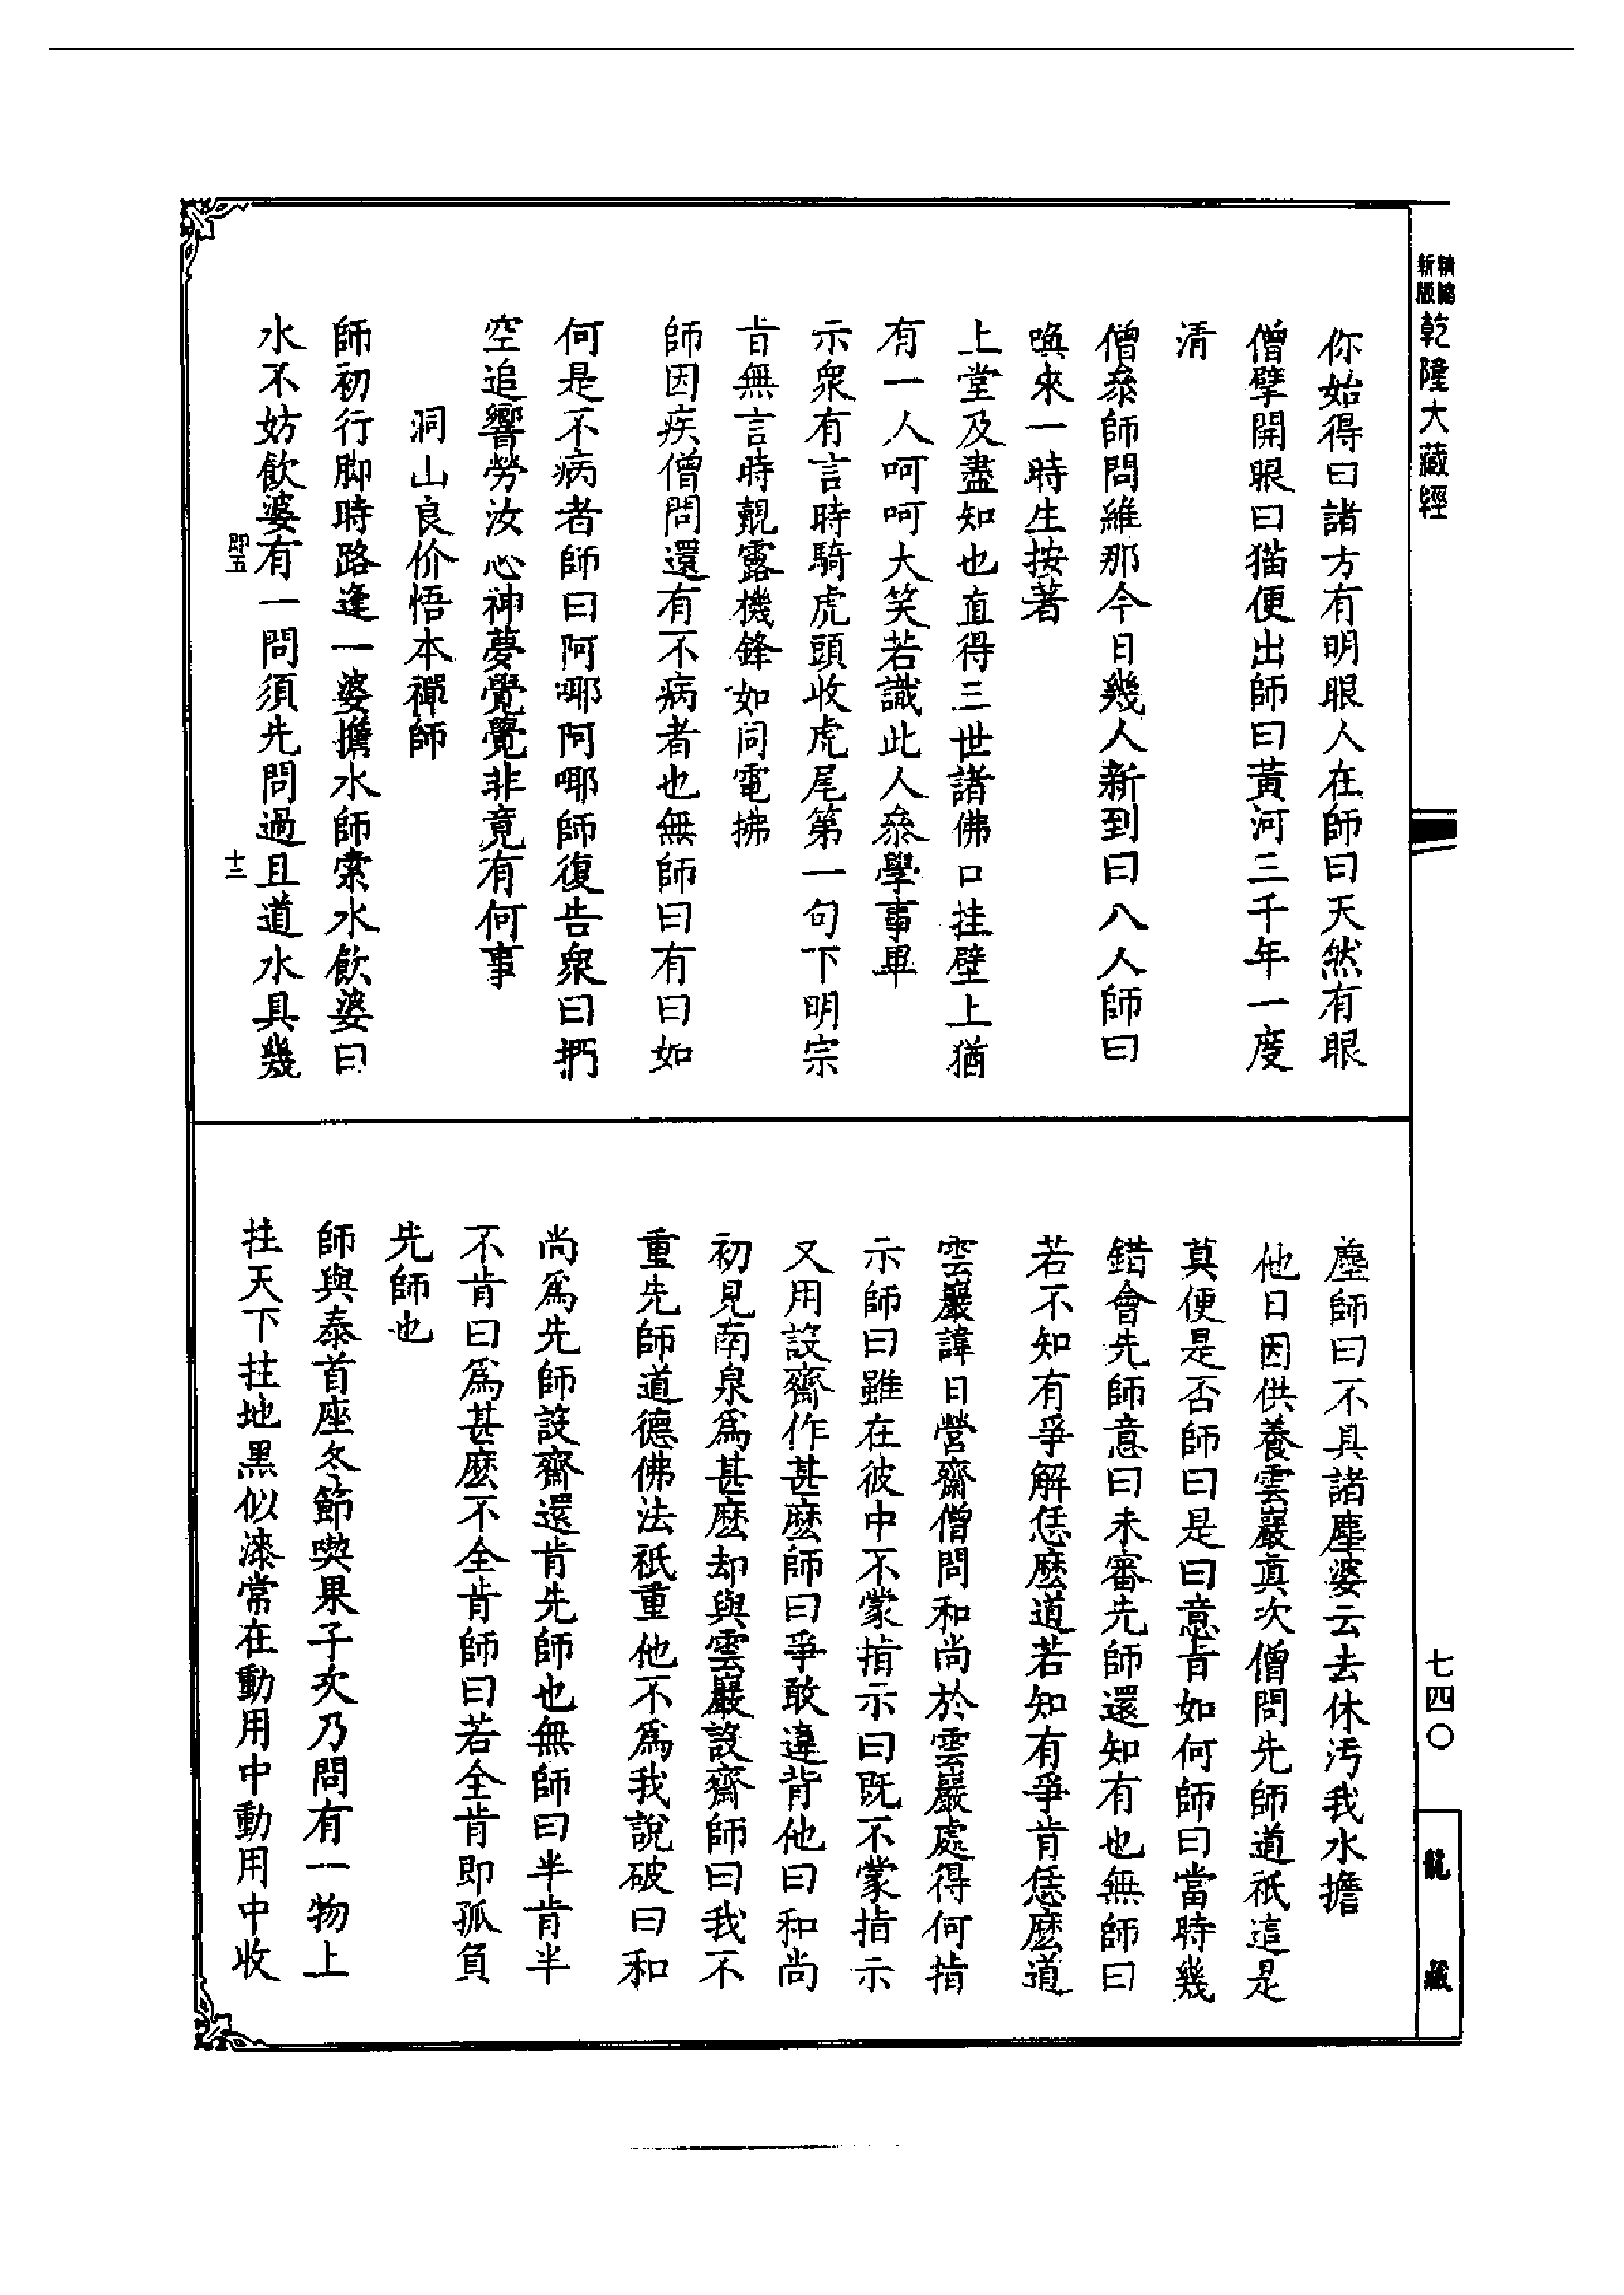 精縮
新版
乾隆大藏經
七四〇
龍藏
你始得曰諸方有明眼人在師曰天然有眼
僧擘開眼曰猫便出師曰黃河三千年一度
清
僧叅師問維那今日幾人新到曰八人師曰
喚來一時生按著
上堂及盡知也直得三世諸佛口挂壁上猶
有一人呵呵大笑若識此人叅學事畢
示衆有言時騎虎頭收虎尾第一句下明宗
旨無言時覿露機鋒如同電拂
師因疾僧問還有不病者也無師曰有曰如
何是不病者師曰阿㖿阿㖿師復告衆曰捫
空追響勞汝心神夢覺覺非竟有何事
洞山良价悟本禪師
師初行脚時路逢一婆擔水師索水飲婆曰
水不妨飲婆有一問須先問過且道水具幾
即五
十三
塵師曰不具諸塵婆云去休汚我水擔
他日因供養雲巖眞次僧問先師道祇這是
莫便是否師曰是曰意旨如何師曰當時幾
錯會先師意曰未審先師還知有也無師曰
若不知有爭解恁麽道若知有爭肯恁麽道
雲巖諱日營齋僧問和尚於雲巖處得何指
示師曰雖在彼中不蒙指示曰既不蒙指示
又用設齋作甚麽師曰爭敢違背他曰和尚
初見南泉爲甚麽却與雲巖設齋師曰我不
重先師道德佛法祇重他不爲我說破曰和
尚爲先師設齋還肯先師也無師曰半肯半
不肯曰爲甚麽不全肯師曰若全肯即孤負
先師也
師與泰首座冬節喫果子次乃問有一物上
拄天下拄地黑似漆常在動用中動用中收